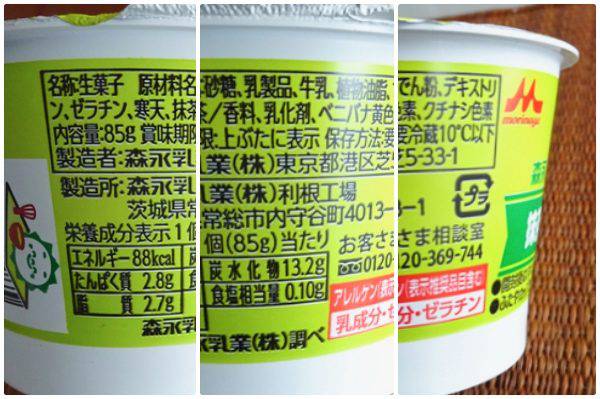 名称:生菓子 原材料名:砂糖、乳製品、牛乳、植物油脂、でん粉、デキストリ
ン、ゼラチン、寒天、抹茶/香料、乳化剤、ベニバナ黄色素、クチナシ色素
内容量:85g 賞味期限:上ぶたに表示 保存方法:要冷蔵10℃以下
製造者:森永乳業(株)東京都港区芝5-33-1
製造所:森永乳業(株)利根工場
茨城県常総市内守谷町4013-1
栄養成分表示 1個(85g)当たり
エネルギー 88kcal 炭水化物 13.2g
たんぱく質 2.8g 食塩相当量 0.10g
脂質 2.7g
森永乳業(株)調べ
お客さま相談室
0120-369-744
アレルゲン(表示推奨品目含む)
乳成分・ゼラチン
プラ
morinaga
森